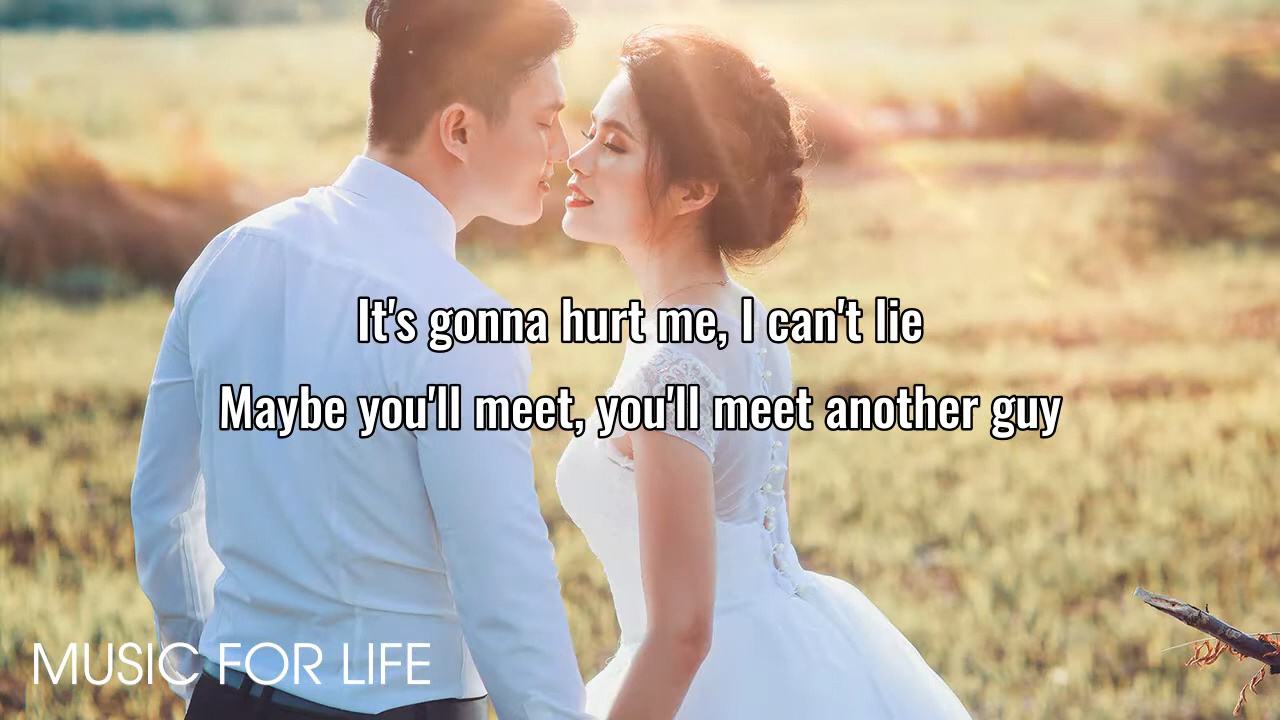 It's gonna hurt me, I can't lie
Maybe you'll meet, you'll meet another guy
MUSIC FOR LIFE